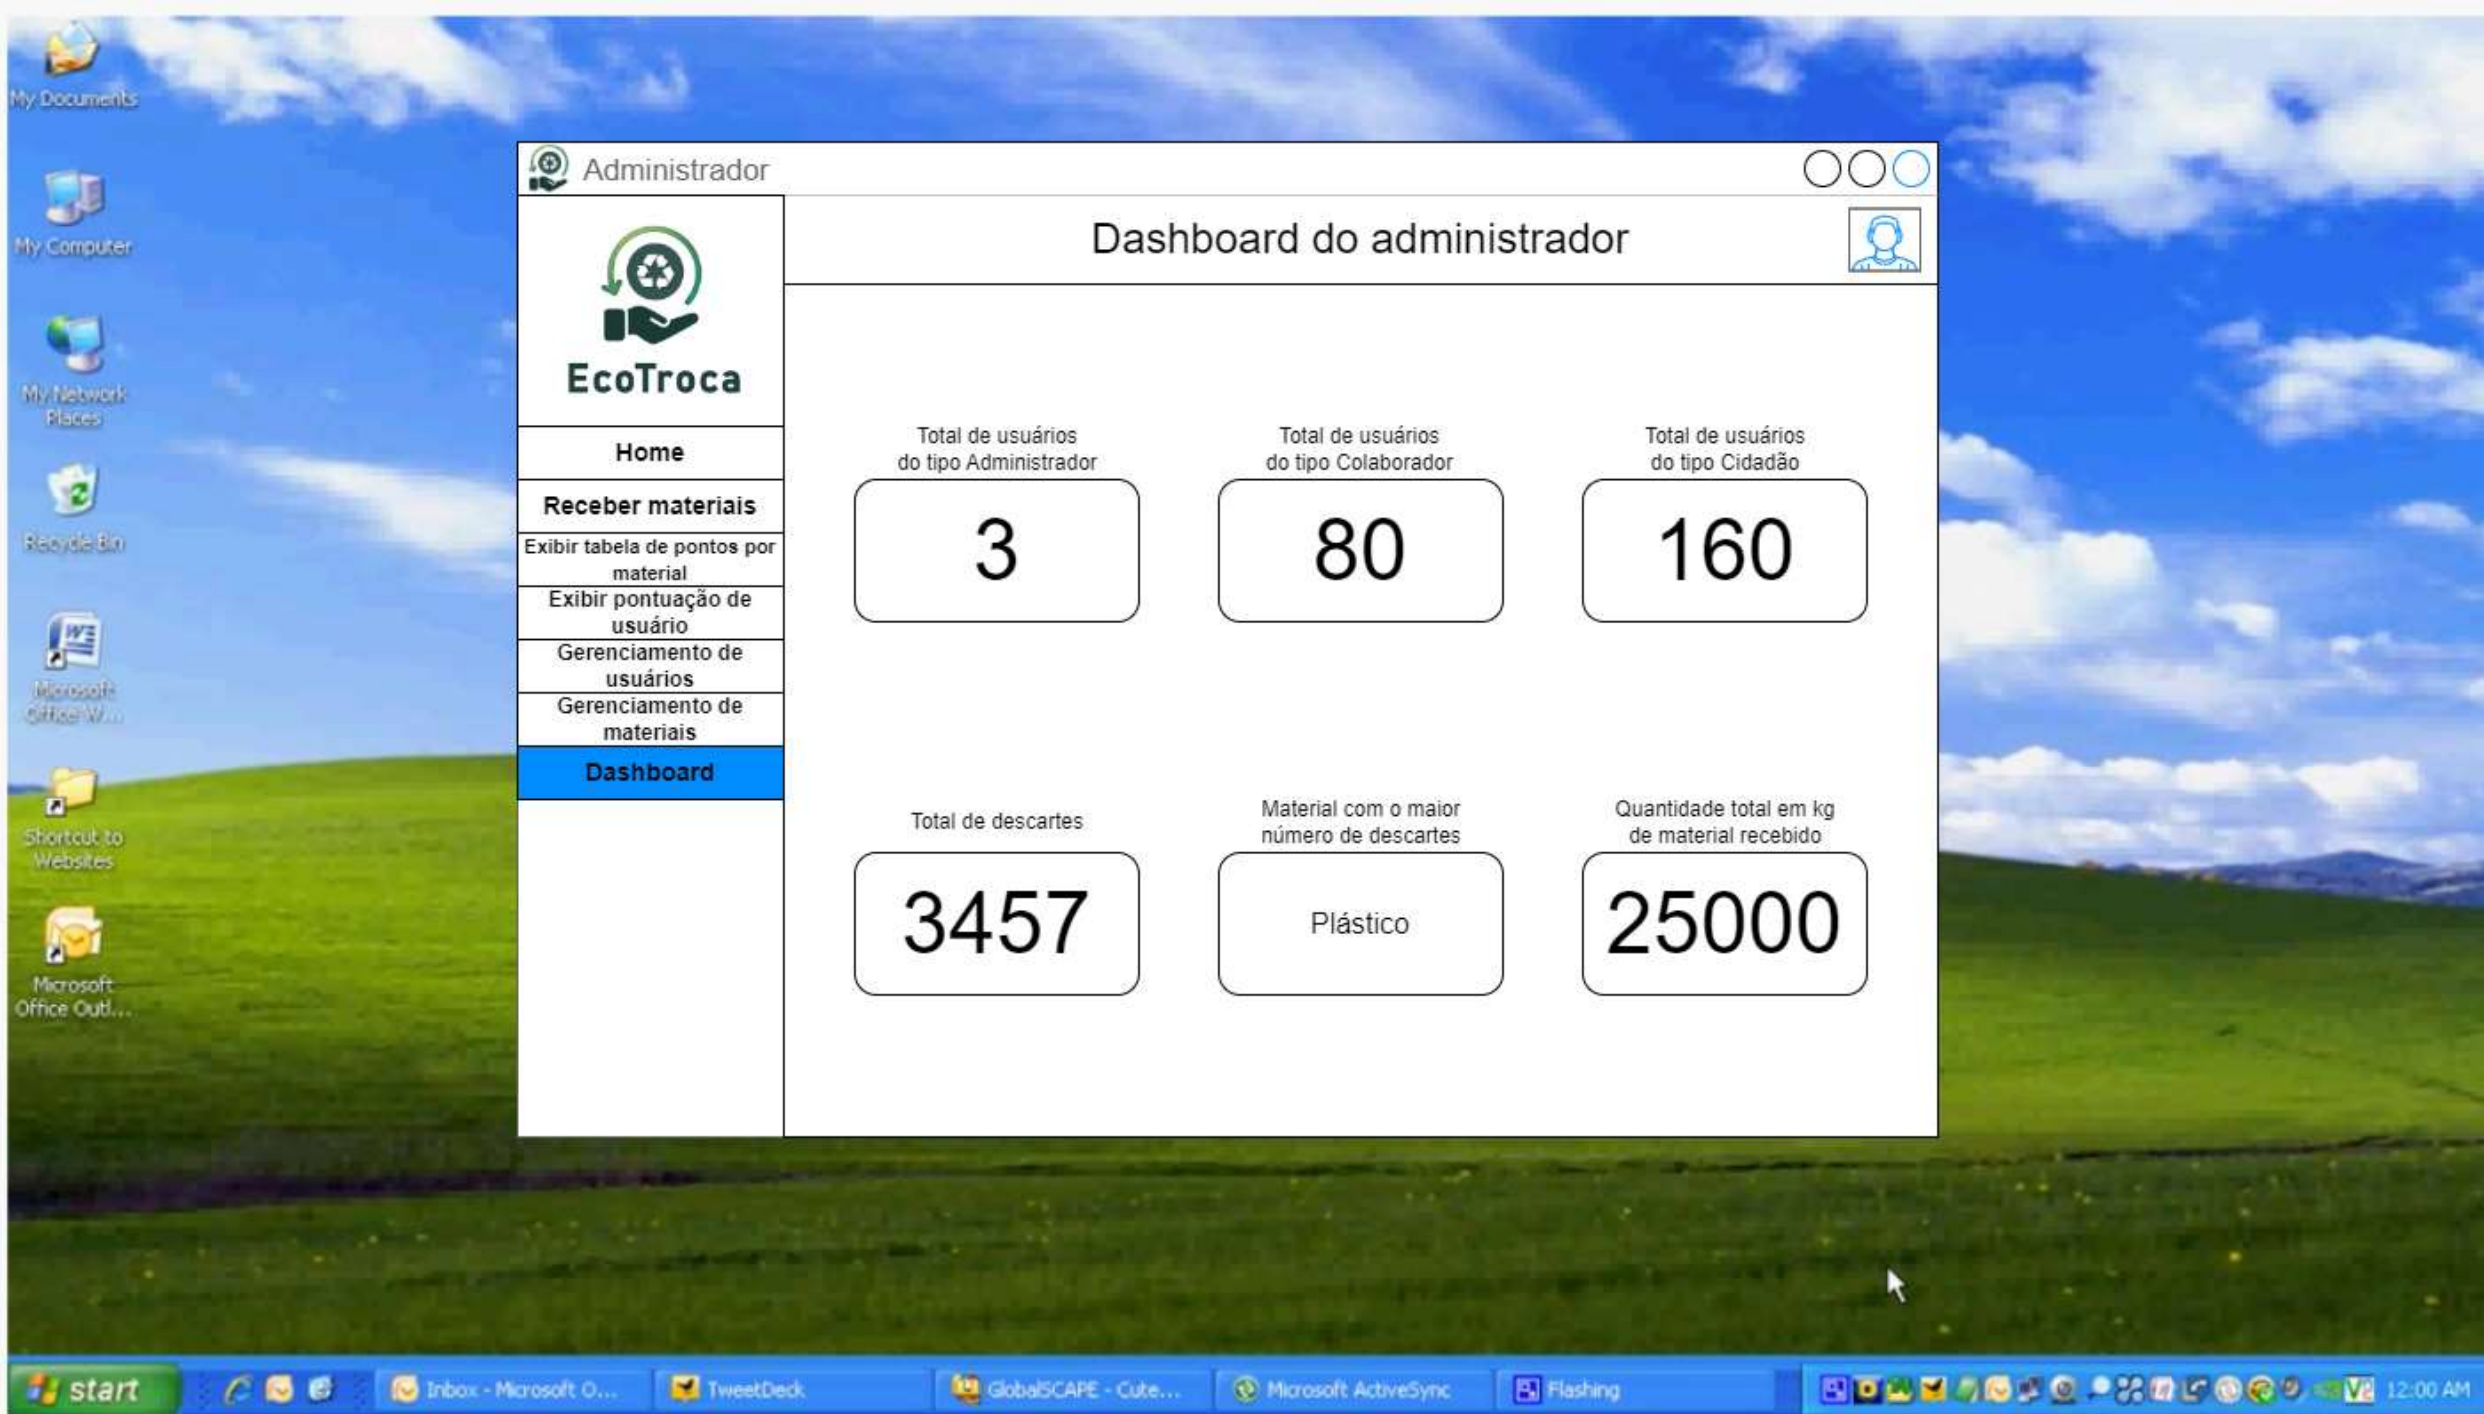 My Documents
My Computer
My Network
Places
Recycle Bin
Microsoft
Office W...
Shortcut to
Websites
Microsoft
Office Outl...
Administrador
EcoTroca
Home
Receber materiais
Exibir tabela de pontos por
material
Exibir pontuação de
usuário
Gerenciamento de
usuários
Gerenciamento de
materiais
Dashboard
Dashboard do administrador
Total de usuários
do tipo Administrador
3
Total de usuários
do tipo Colaborador
80
Total de usuários
do tipo Cidadão
160
Total de descartes
3457
Material com o maior
número de descartes
Plástico
Quantidade total em kg
de material recebido
25000
start
Inbox - Microsoft O...
TweetDeck
GlobalSCAPE - Cute...
Microsoft ActiveSync
Flashing
12:00 AM